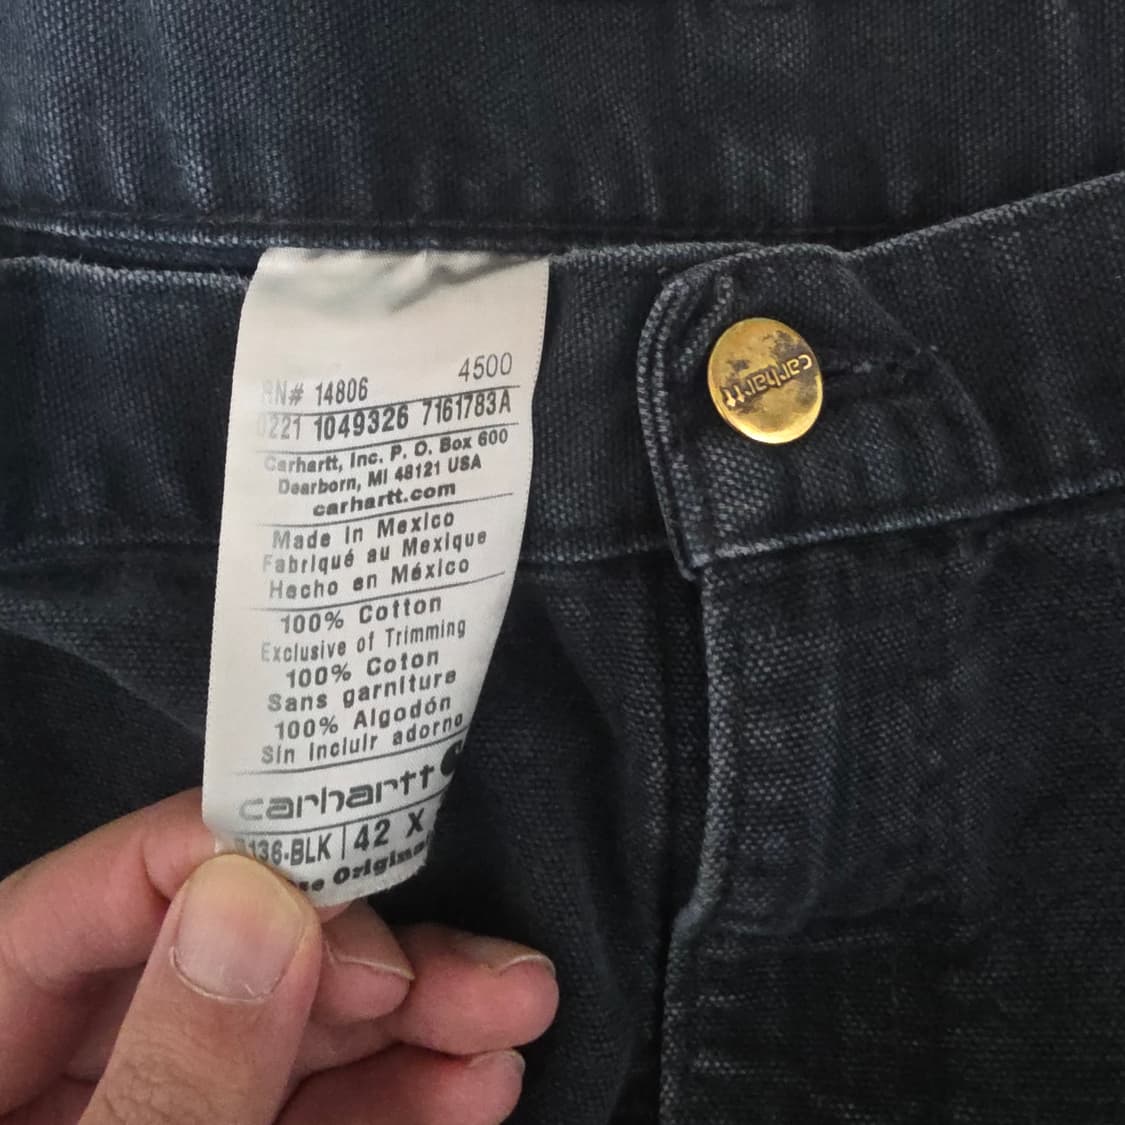 RN# 14806 4500
0221 1049326 7161783A
Carhartt, Inc. P. O. Box 600
Dearborn, MI 48121 USA
carhartt.com
Made in Mexico
Fabriqué au Mexique
Hecho en México
100% Cotton
Exclusive of Trimming
100% Coton
Sans garniture
100% Algodón
Sin incluir adorno
carhartt
136-BLK | 42 X
Original
carhartt